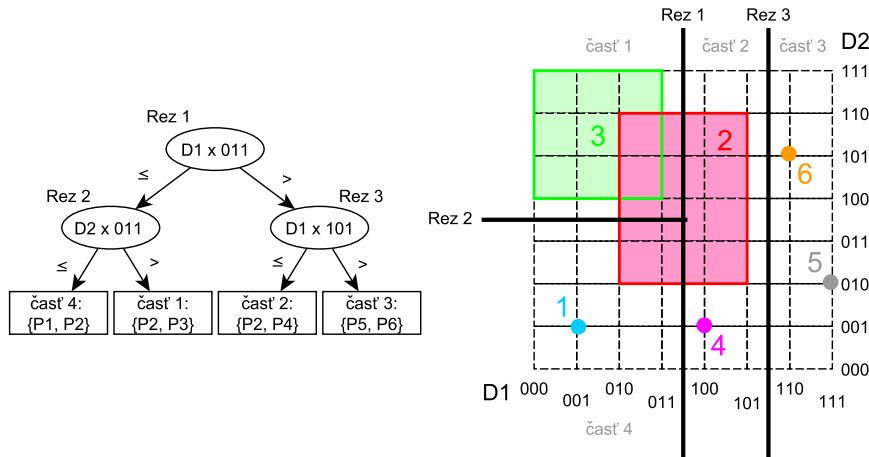 Rez 1
D1 x 011
≤
>
Rez 2
Rez 3
D2 x 011
D1 x 101
≤
>
≤
>
časť 4:
{P1, P2}
časť 1:
{P2, P3}
časť 2:
{P2, P4}
časť 3:
{P5, P6}
Rez 1
Rez 3
časť 1
časť 2
časť 3
D2
111
110
101
100
011
010
001
000
3
2
6
Rez 2
5
1
4
D1
000
001
010
011
100
101
110
111
časť 4